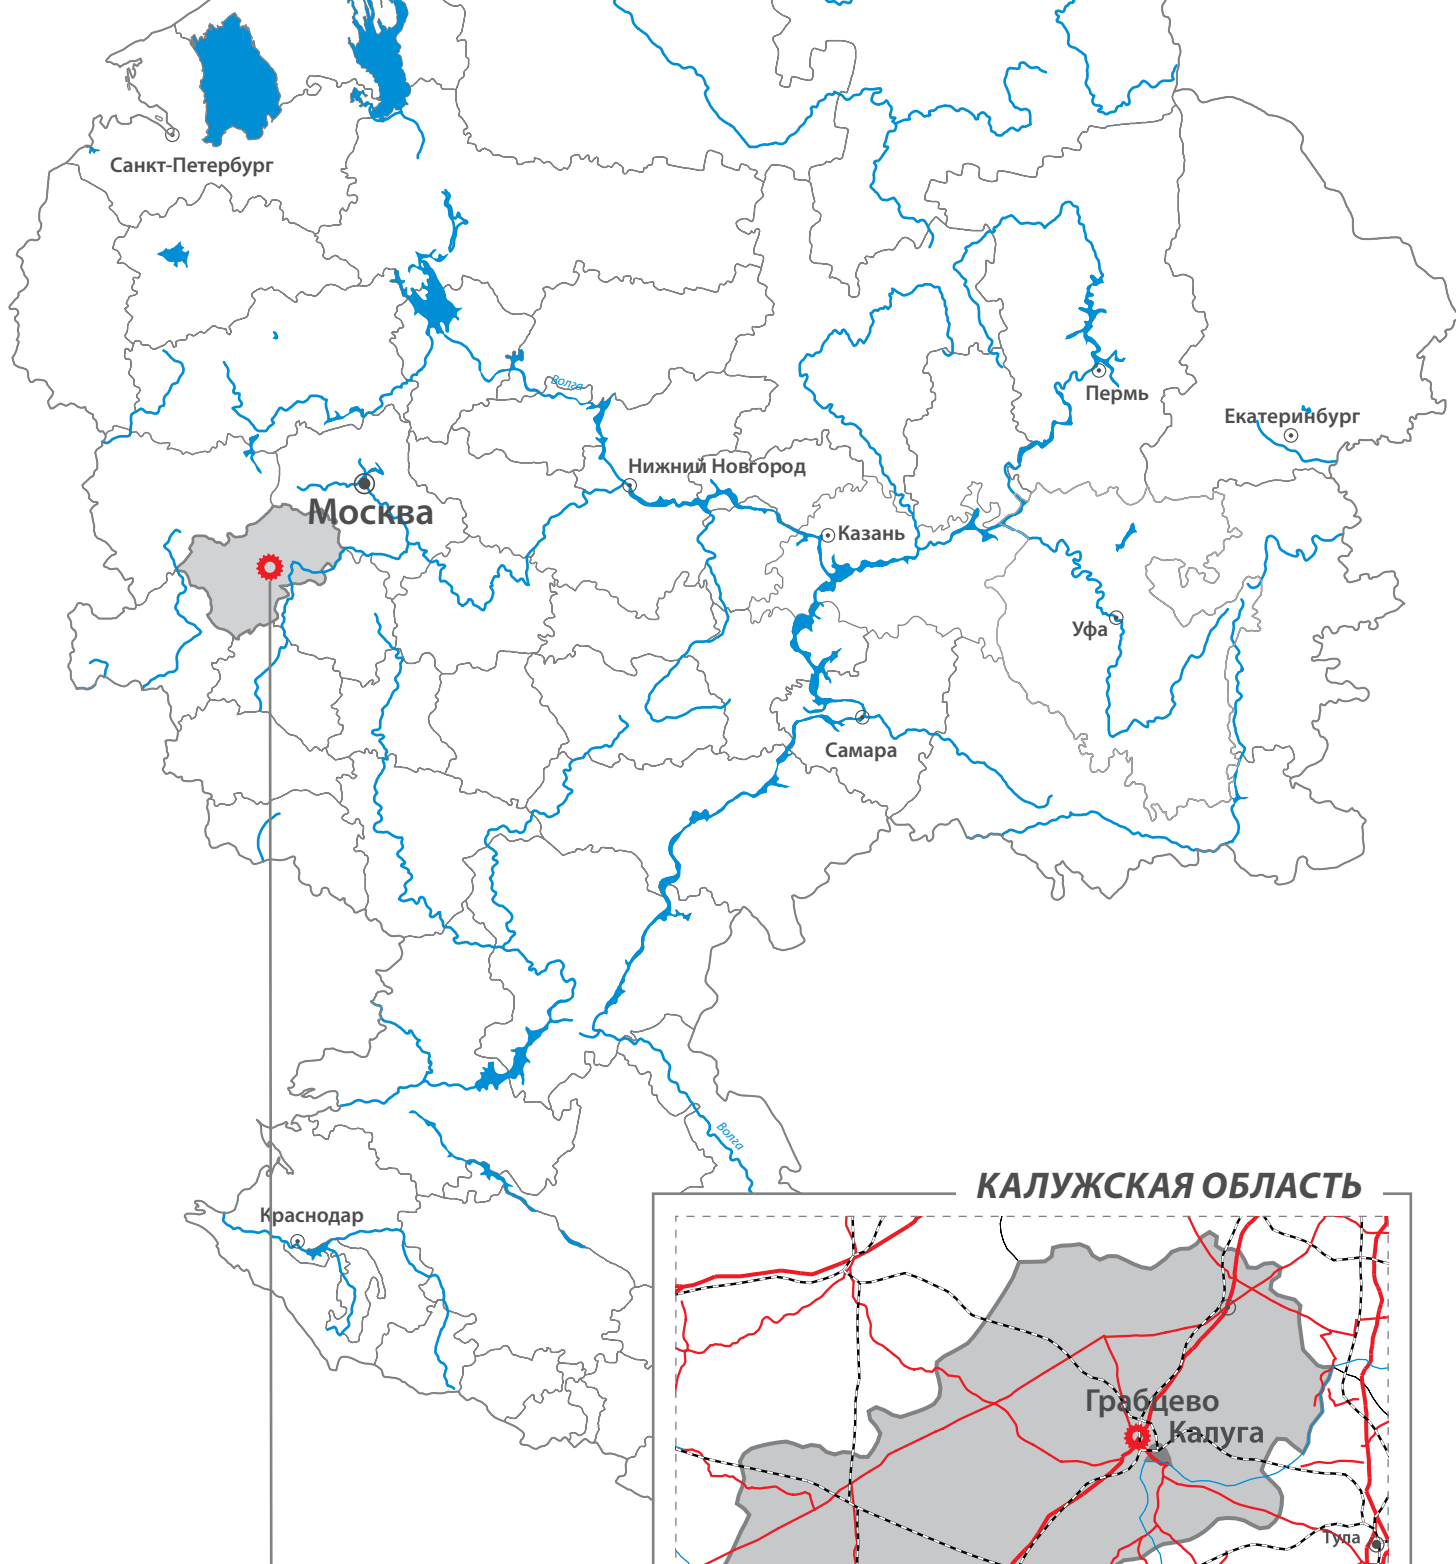 Санкт-Петербург
Волга
Пермь
Екатеринбург
Нижний Новгород
Москва
Казань
Уфа
Самара
Волга
КАЛУЖСКАЯ ОБЛАСТЬ
Краснодар
Грабцево
Калуга
Тула